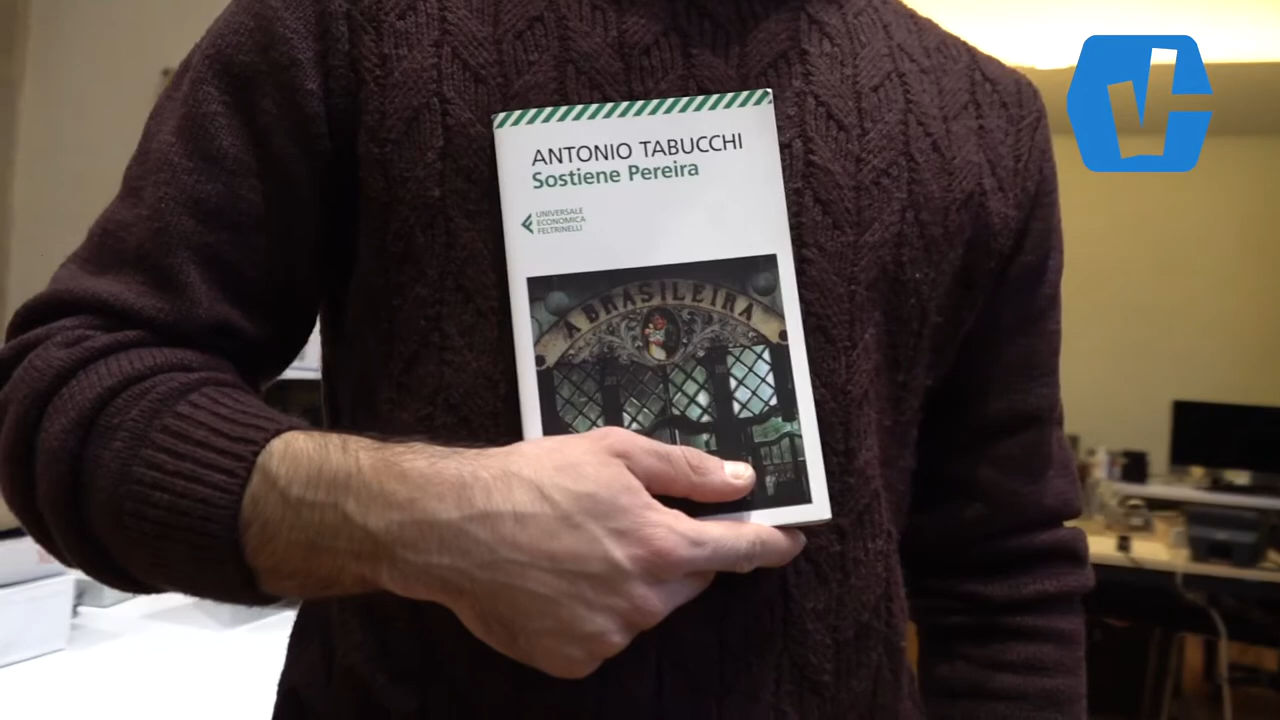 ANTONIO TABUCCHI
Sostiene Pereira
UNIVERSALE
ECONOMICA
FELTRINELLI
A BRASILEIRA